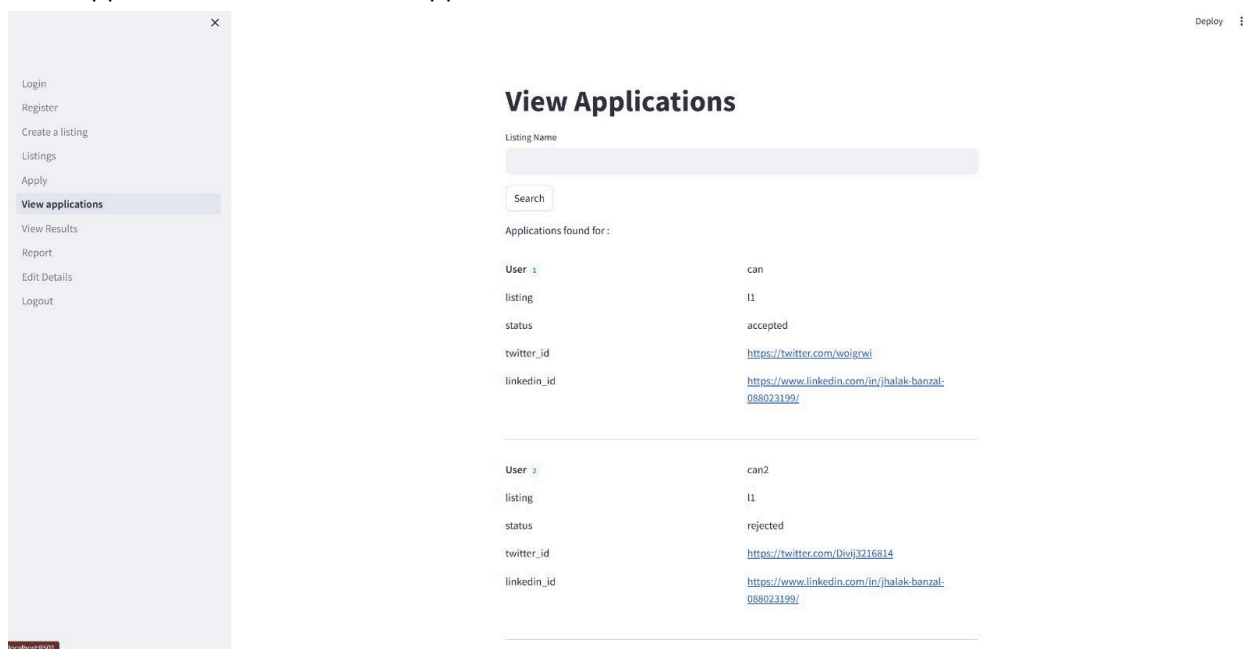 Deploy
Login
Register
Create a listing
Listings
Apply
View applications
View Results
Report
Edit Details
Logout
View Applications
Listing Name
Search
Applications found for :
User 1 can
listing l1
status accepted
twitter_id https://twitter.com/woigrwi
linkedin_id https://www.linkedin.com/in/jhalak-banzal-
088023199/
User 2 can2
listing l1
status rejected
twitter_id https://twitter.com/Divij3216814
linkedin_id https://www.linkedin.com/in/jhalak-banzal-
088023199/
localhost:8501